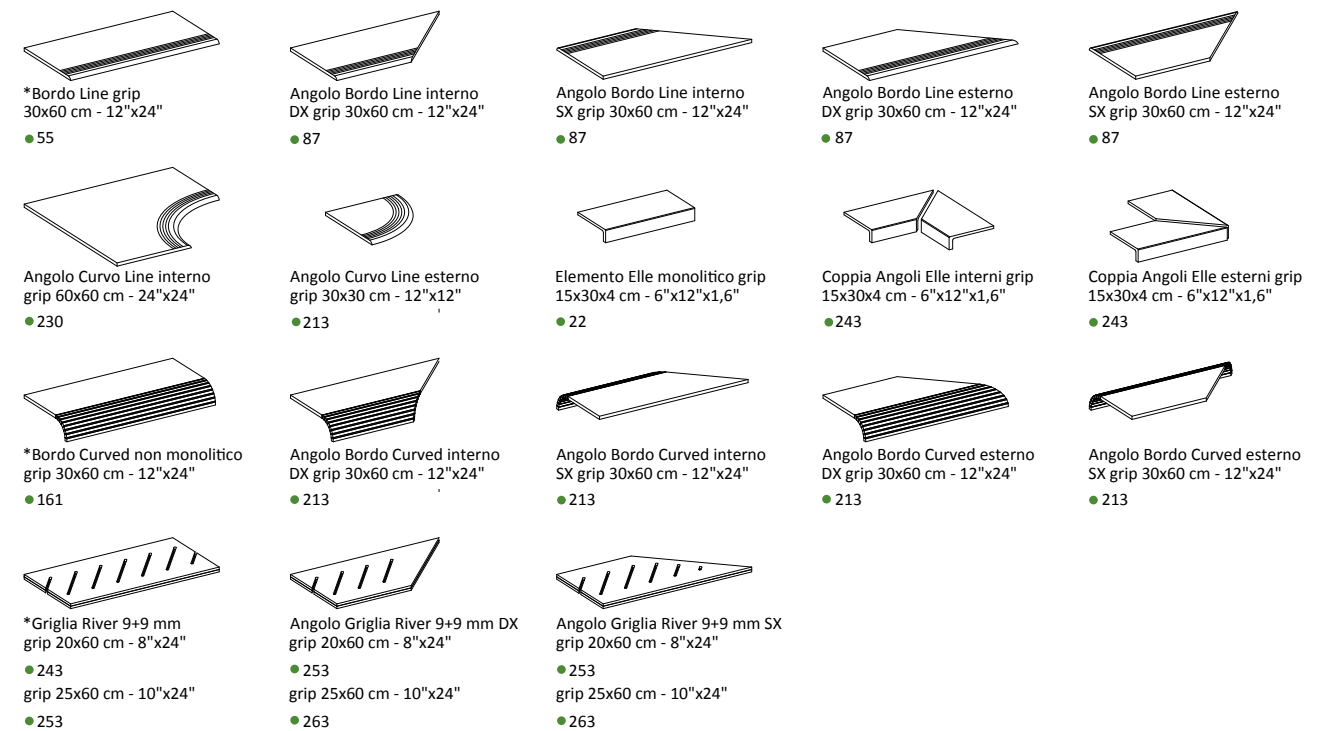 *Bordo Line grip
30x60 cm - 12"x24"
55
Angolo Bordo Line interno
DX grip 30x60 cm - 12"x24"
87
Angolo Bordo Line interno
SX grip 30x60 cm - 12"x24"
87
Angolo Bordo Line esterno
DX grip 30x60 cm - 12"x24"
87
Angolo Bordo Line esterno
SX grip 30x60 cm - 12"x24"
87
Angolo Curvo Line interno
grip 60x60 cm - 24"x24"
230
Angolo Curvo Line esterno
grip 30x30 cm - 12"x12"
213
Elemento Elle monolitico grip
15x30x4 cm - 6"x12"x1,6"
22
Coppia Angoli Elle interni grip
15x30x4 cm - 6"x12"x1,6"
243
Coppia Angoli Elle esterni grip
15x30x4 cm - 6"x12"x1,6"
243
*Bordo Curved non monolitico
grip 30x60 cm - 12"x24"
161
Angolo Bordo Curved interno
DX grip 30x60 cm - 12"x24"
213
Angolo Bordo Curved interno
SX grip 30x60 cm - 12"x24"
213
Angolo Bordo Curved esterno
DX grip 30x60 cm - 12"x24"
213
Angolo Bordo Curved esterno
SX grip 30x60 cm - 12"x24"
213
*Griglia River 9+9 mm
grip 20x60 cm - 8"x24"
243
grip 25x60 cm - 10"x24"
253
Angolo Griglia River 9+9 mm DX
grip 20x60 cm - 8"x24"
253
grip 25x60 cm - 10"x24"
263
Angolo Griglia River 9+9 mm SX
grip 20x60 cm - 8"x24"
253
grip 25x60 cm - 10"x24"
263